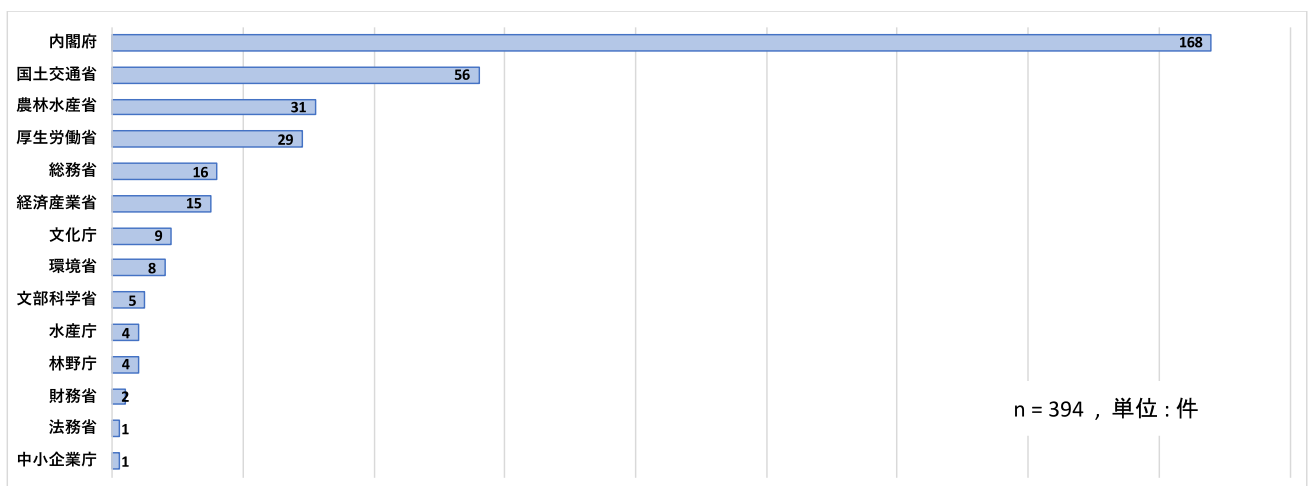 内閣府 168
国土交通省 56
農林水産省 31
厚生労働省 29
総務省 16
経済産業省 15
文化庁 9
環境省 8
文部科学省 5
水産庁 4
林野庁 4
財務省 2
n = 394 , 単位 : 件
法務省 1
中小企業庁 1